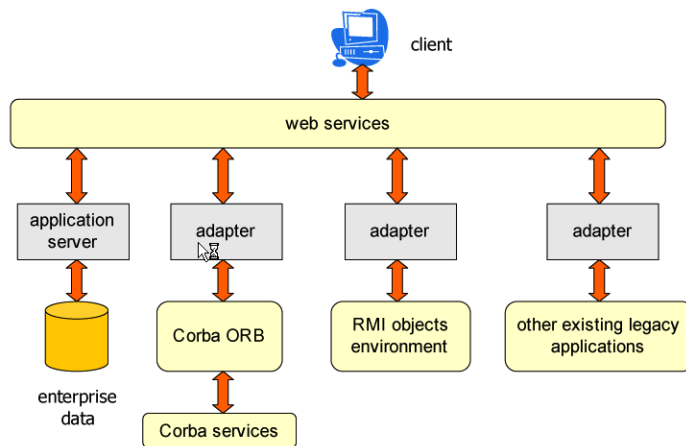 client
web services
application
server
adapter
adapter
adapter
Corba ORB
RMI objects
environment
other existing legacy
applications
enterprise
data
Corba services